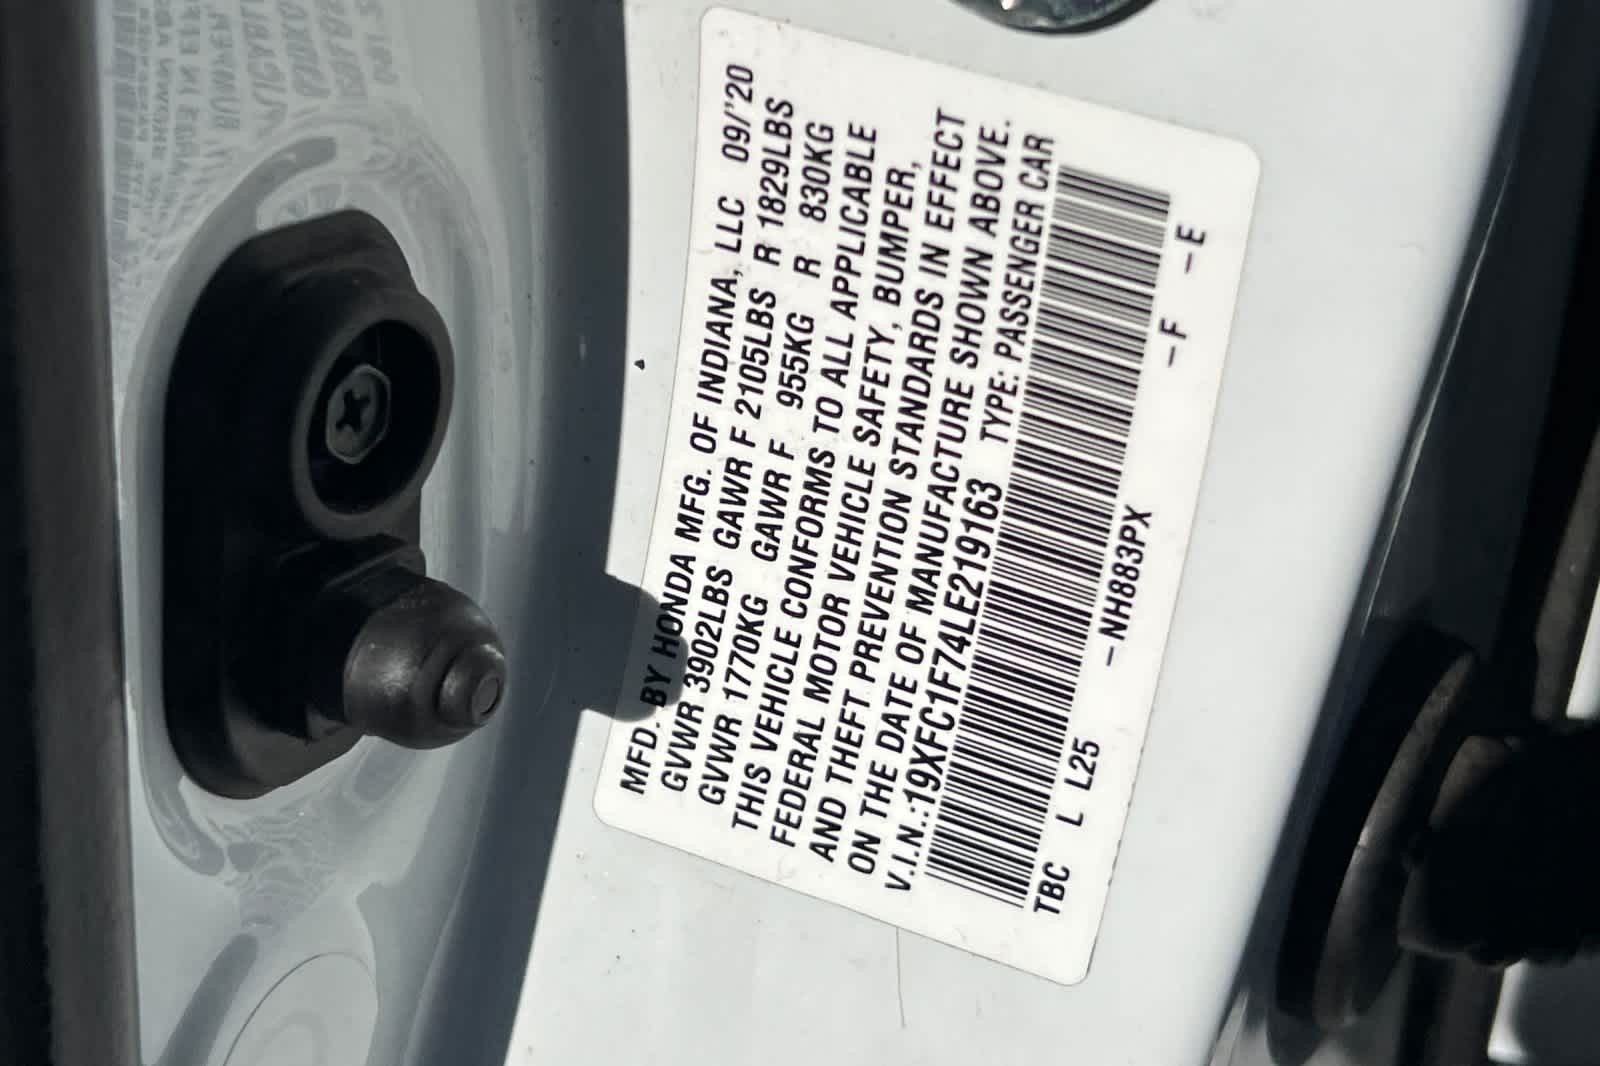 MFD. BY HONDA MFG. OF INDIANA, LLC 09/'20
GVWR 3902LBS GAWR F 2105LBS R 1829LBS
GVWR 1770KG GAWR F 955KG R 830KG
THIS VEHICLE CONFORMS TO ALL APPLICABLE
FEDERAL MOTOR VEHICLE SAFETY, BUMPER,
AND THEFT PREVENTION STANDARDS IN EFFECT
ON THE DATE OF MANUFACTURE SHOWN ABOVE.
V.I.N.:19XFC1F74LE219163 TYPE: PASSENGER CAR
TBC L L25 –NH883PX –F –E